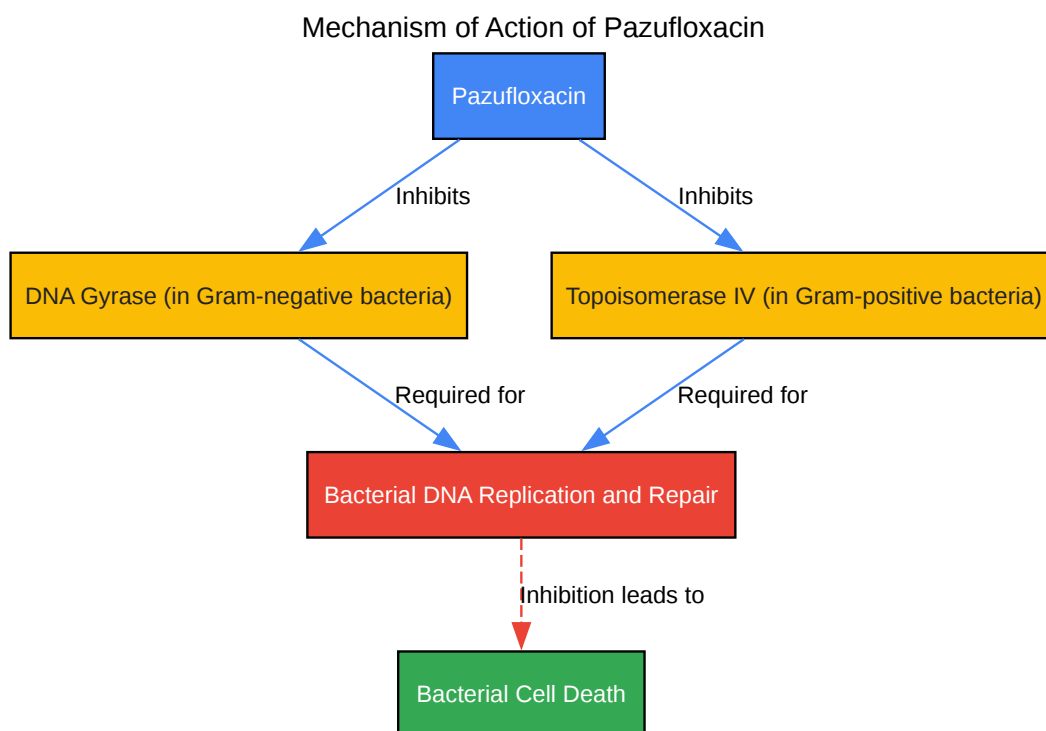 Mechanism of Action of Pazufloxacin
Pazufloxacin
Inhibits
Inhibits
DNA Gyrase (in Gram-negative bacteria)
Topoisomerase IV (in Gram-positive bacteria)
Required for
Required for
Bacterial DNA Replication and Repair
Inhibition leads to
Bacterial Cell Death